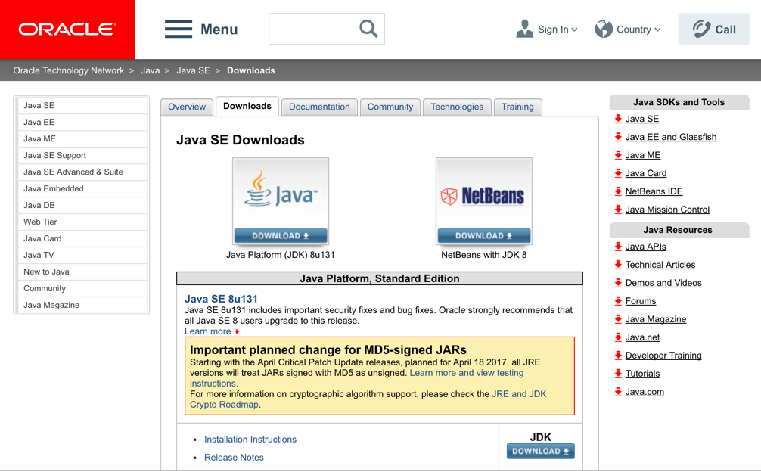 ORACLE
Menu
Sign In
Country
Call
Oracle Technology Network > Java > Java SE > Downloads
Java SE
Java EE
Java ME
Java SE Support
Java SE Advanced & Suite
Java Embedded
Java DB
Web Tier
Java Card
Java TV
New to Java
Community
Java Magazine
Overview
Downloads
Documentation
Community
Technologies
Training
Java SE Downloads
Java
DOWNLOAD
Java Platform (JDK) 8u131
NetBeans
DOWNLOAD
NetBeans with JDK 8
Java Platform, Standard Edition
Java SE 8u131
Java SE 8u131 includes important security fixes and bug fixes. Oracle strongly recommends that
all Java SE 8 users upgrade to this release.
Learn more
Important planned change for MD5-signed JARs
Starting with the April Critical Patch Update releases, planned for April 18 2017, all JRE
versions will treat JARs signed with MD5 as unsigned. Learn more and view testing
instructions.
For more information on cryptographic algorithm support, please check the JRE and JDK
Crypto Roadmap.
• Installation Instructions
• Release Notes
JDK
DOWNLOAD
Java SDKs and Tools
Java SE
Java EE and Glassfish
Java ME
Java Card
NetBeans IDE
Java Mission Control
Java Resources
Java APIs
Technical Articles
Demos and Videos
Forums
Java Magazine
Java.net
Developer Training
Tutorials
Java.com